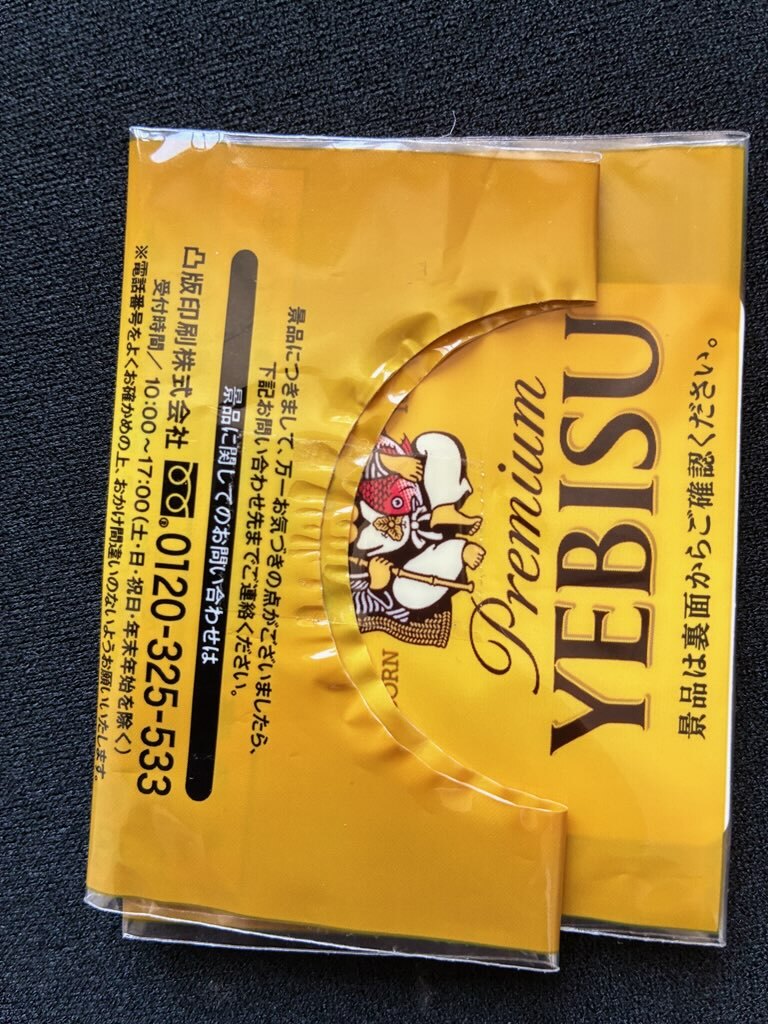 景品は裏面からご確認ください。
YEBISU
Premium
ORN
景品につきまして、万一お気づきの点がございましたら、
下記お問い合わせ先までご連絡ください。
景品に関してのお問い合わせは
凸版印刷株式会社 0120-325-533
受付時間/10:00~17:00(土・日・祝日・年末年始を除く)
※電話番号をよくお確かめの上、おかけ間違いのないようお願いいたします。